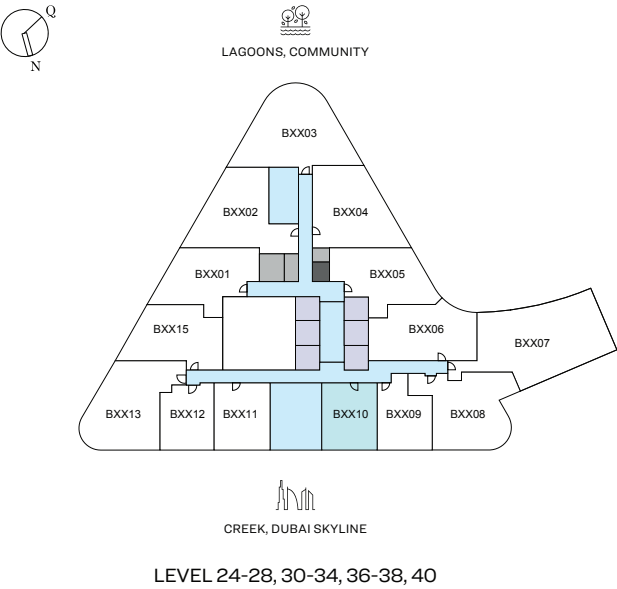 Q
N
LAGOONS, COMMUNITY
BXX03
BXX02 BXX04
BXX01 BXX05
BXX15 BXX06
BXX07
BXX13 BXX12 BXX11 BXX10 BXX09 BXX08
CREEK, DUBAI SKYLINE
LEVEL 24-28, 30-34, 36-38, 40